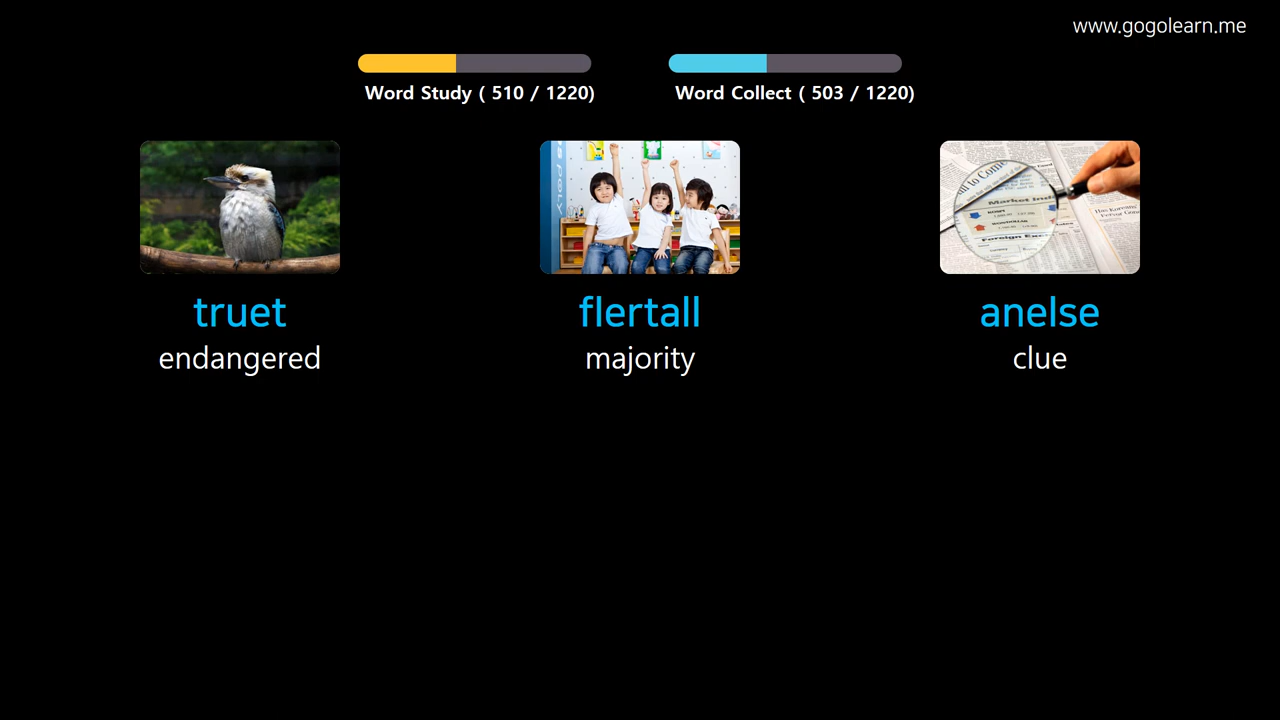 www.gogolearn.me
Word Study ( 510 / 1220)
Word Collect ( 503 / 1220)
truet
flertall
anelse
endangered
majority
clue